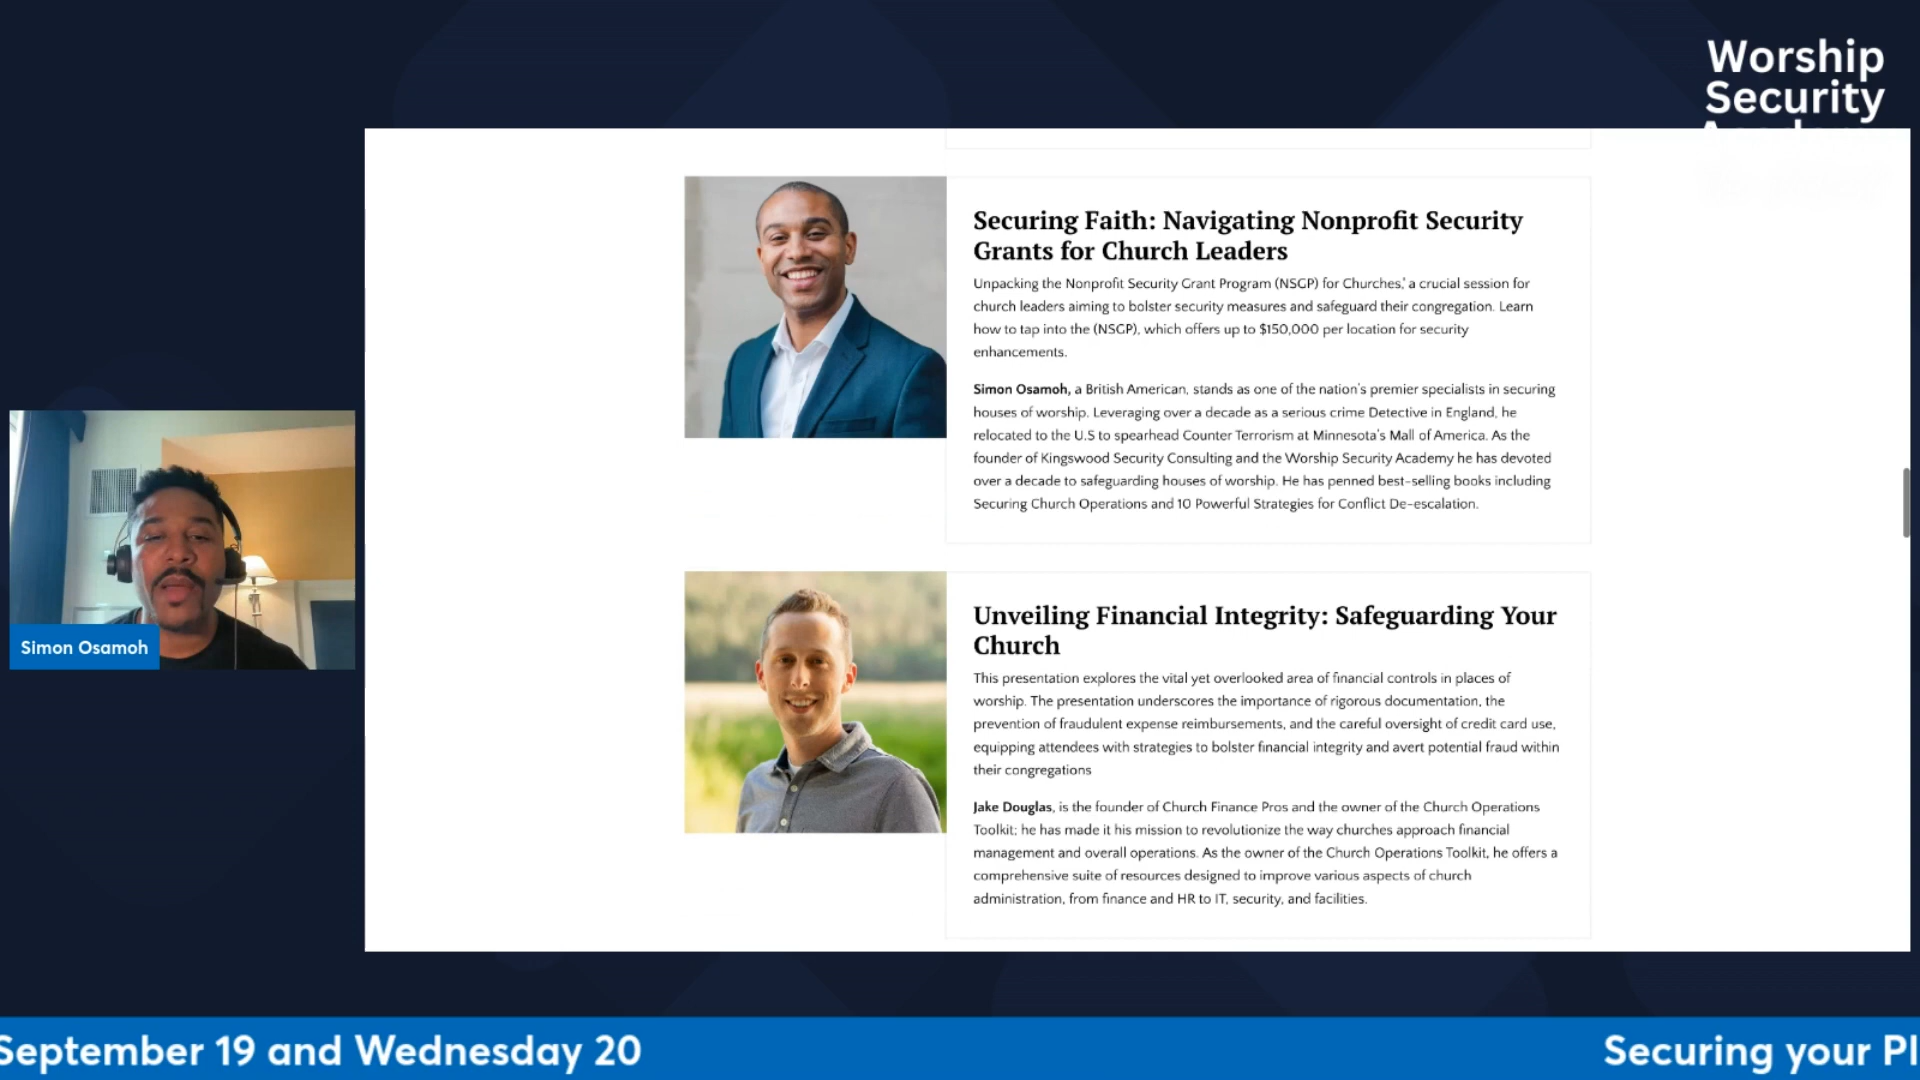 Worship
Security
Securing Faith: Navigating Nonprofit Security
Grants for Church Leaders
Unpacking the Nonprofit Security Grant Program (NSGP) for Churches,' a crucial session for
church leaders aiming to bolster security measures and safeguard their congregation. Learn
how to tap into the (NSGP), which offers up to $150,000 per location for security
enhancements.
Simon Osamoh, a British American, stands as one of the nation's premier specialists in securing
houses of worship. Leveraging over a decade as a serious crime Detective in England, he
relocated to the U.S to spearhead Counter Terrorism at Minnesota's Mall of America. As the
founder of Kingswood Security Consulting and the Worship Security Academy he has devoted
over a decade to safeguarding houses of worship. He has penned best-selling books including
Securing Church Operations and 10 Powerful Strategies for Conflict De-escalation.
Simon Osamoh
Unveiling Financial Integrity: Safeguarding Your
Church
This presentation explores the vital yet overlooked area of financial controls in places of
worship. The presentation underscores the importance of rigorous documentation, the
prevention of fraudulent expense reimbursements, and the careful oversight of credit card use,
equipping attendees with strategies to bolster financial integrity and avert potential fraud within
their congregations
Jake Douglas, is the founder of Church Finance Pros and the owner of the Church Operations
Toolkit; he has made it his mission to revolutionize the way churches approach financial
management and overall operations. As the owner of the Church Operations Toolkit, he offers a
comprehensive suite of resources designed to improve various aspects of church
administration, from finance and HR to IT, security, and facilities.
September 19 and Wednesday 20
Securing your Pl